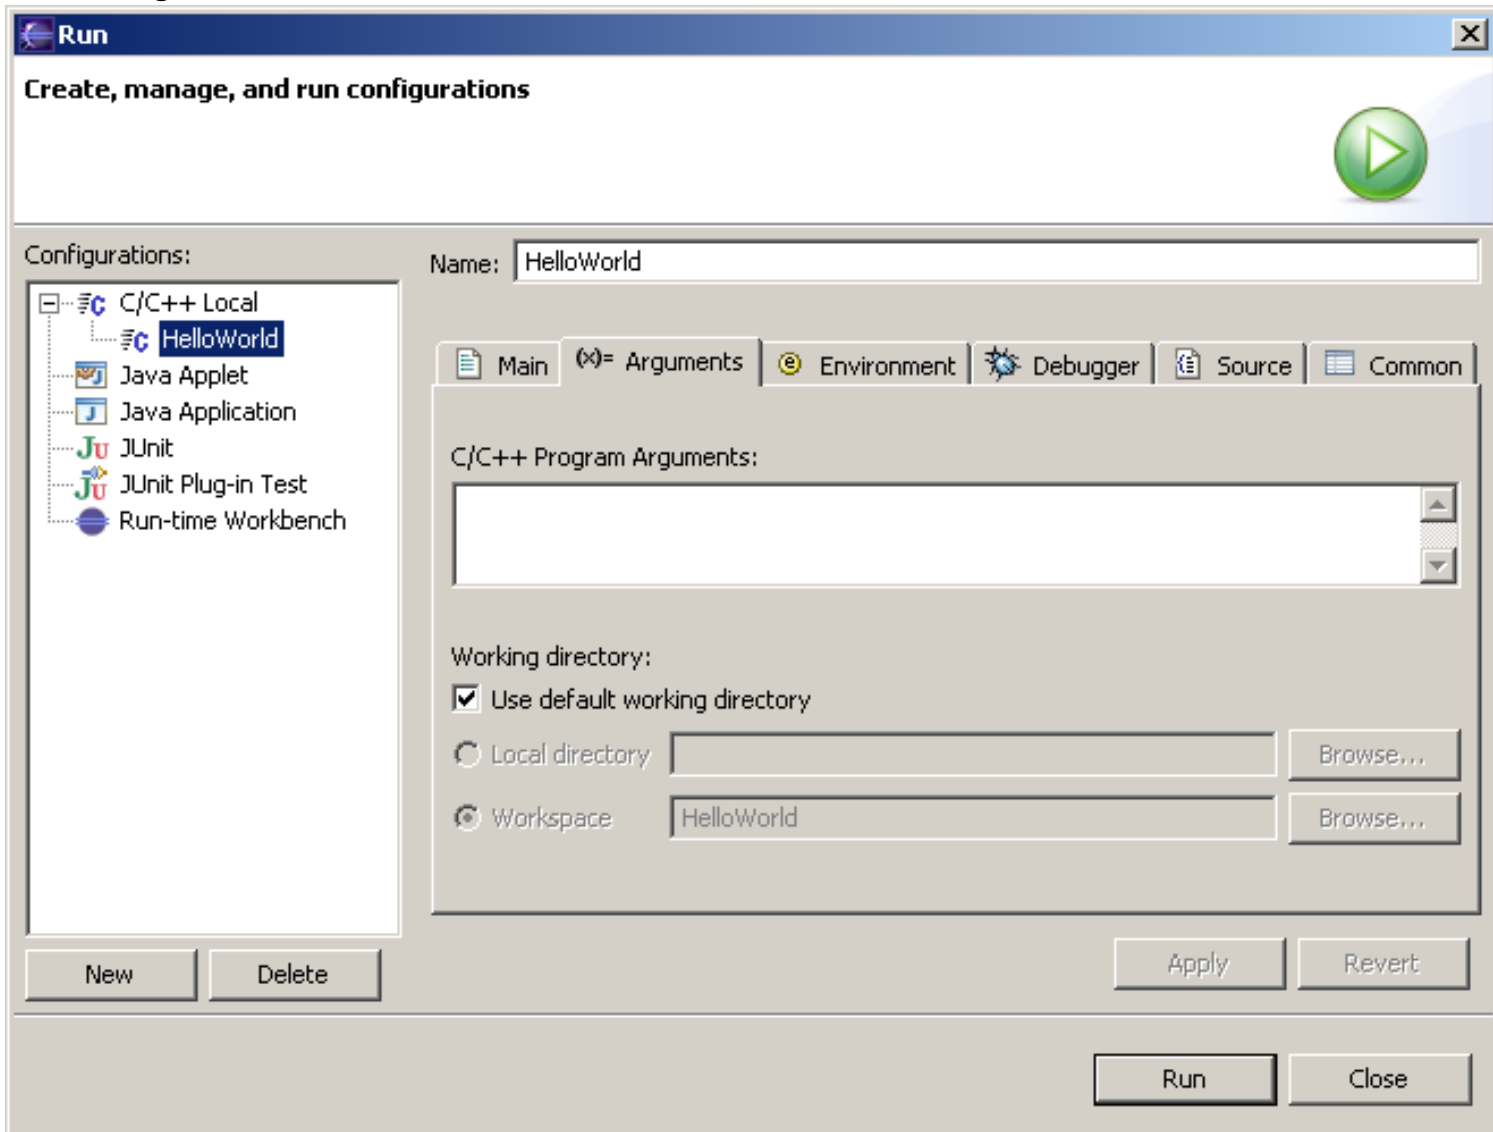 Run
Create, manage, and run configurations
Configurations:
C/C++ Local
HelloWorld
Java Applet
Java Application
JUnit
JUnit Plug-in Test
Run-time Workbench
New Delete
Name: HelloWorld
Main (x)= Arguments Environment Debugger Source Common
C/C++ Program Arguments:
Working directory:
Use default working directory
Local directory Browse...
Workspace HelloWorld Browse...
Apply Revert
Run Close